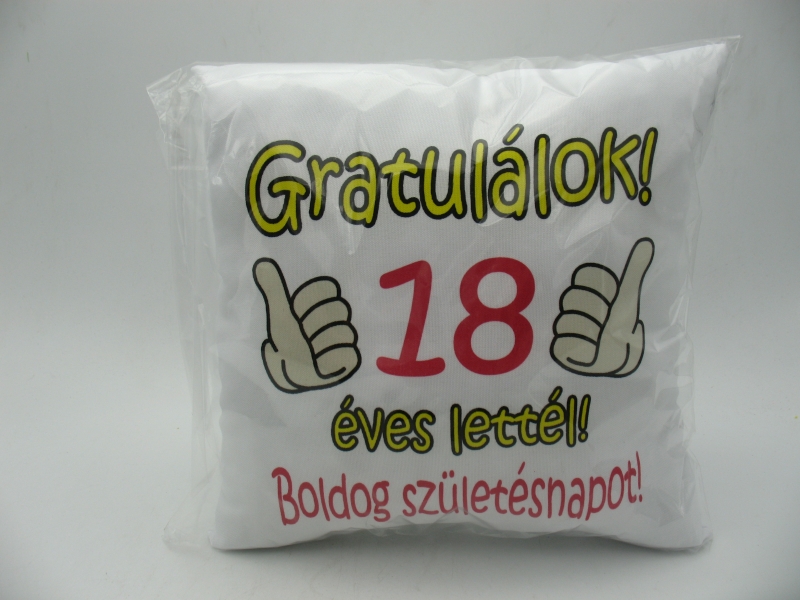 Gratulálok!
18
éves lettél!
Boldog születésnapot!